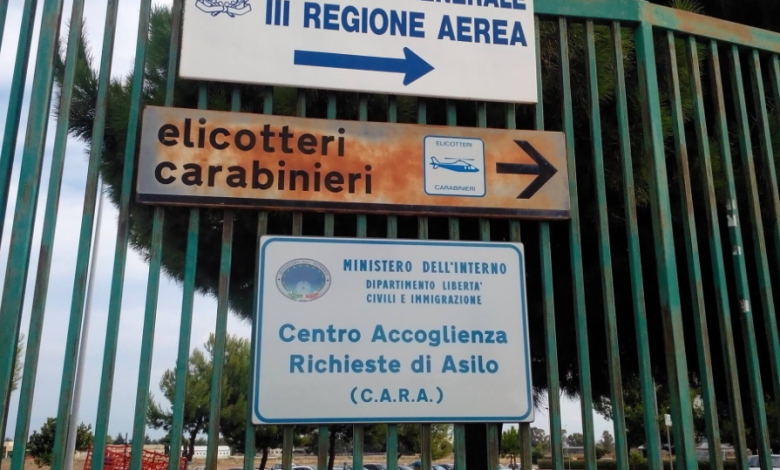 GENERALE
III REGIONE AEREA
elicotteri
carabinieri
ELICOTTERI
CARABINIERI
MINISTERO DELL'INTERNO
DIPARTIMENTO LIBERTA'
CIVILI E IMMIGRAZIONE
Centro Accoglienza
Richieste di Asilo
(C.A.R.A.)